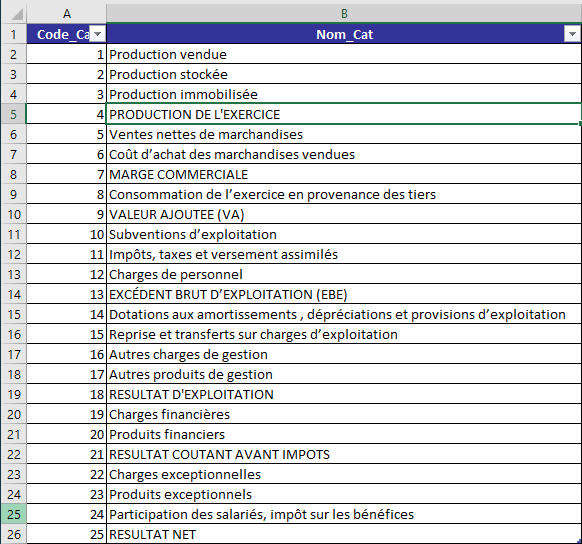 A B
1 Code_Ca Nom_Cat
2 1 Production vendue
3 2 Production stockée
4 3 Production immobilisée
5 4 PRODUCTION DE L'EXERCICE
6 5 Ventes nettes de marchandises
7 6 Coût d’achat des marchandises vendues
8 7 MARGE COMMERCIALE
9 8 Consommation de l’exercice en provenance des tiers
10 9 VALEUR AJOUTEE (VA)
11 10 Subventions d’exploitation
12 11 Impôts, taxes et versement assimilés
13 12 Charges de personnel
14 13 EXCÉDENT BRUT D’EXPLOITATION (EBE)
15 14 Dotations aux amortissements , dépréciations et provisions d’exploitation
16 15 Reprise et transferts sur charges d’exploitation
17 16 Autres charges de gestion
18 17 Autres produits de gestion
19 18 RESULTAT D'EXPLOITATION
20 19 Charges financières
21 20 Produits financiers
22 21 RESULTAT COUTANT AVANT IMPOTS
23 22 Charges exceptionnelles
24 23 Produits exceptionnels
25 24 Participation des salariés, impôt sur les bénéfices
26 25 RESULTAT NET